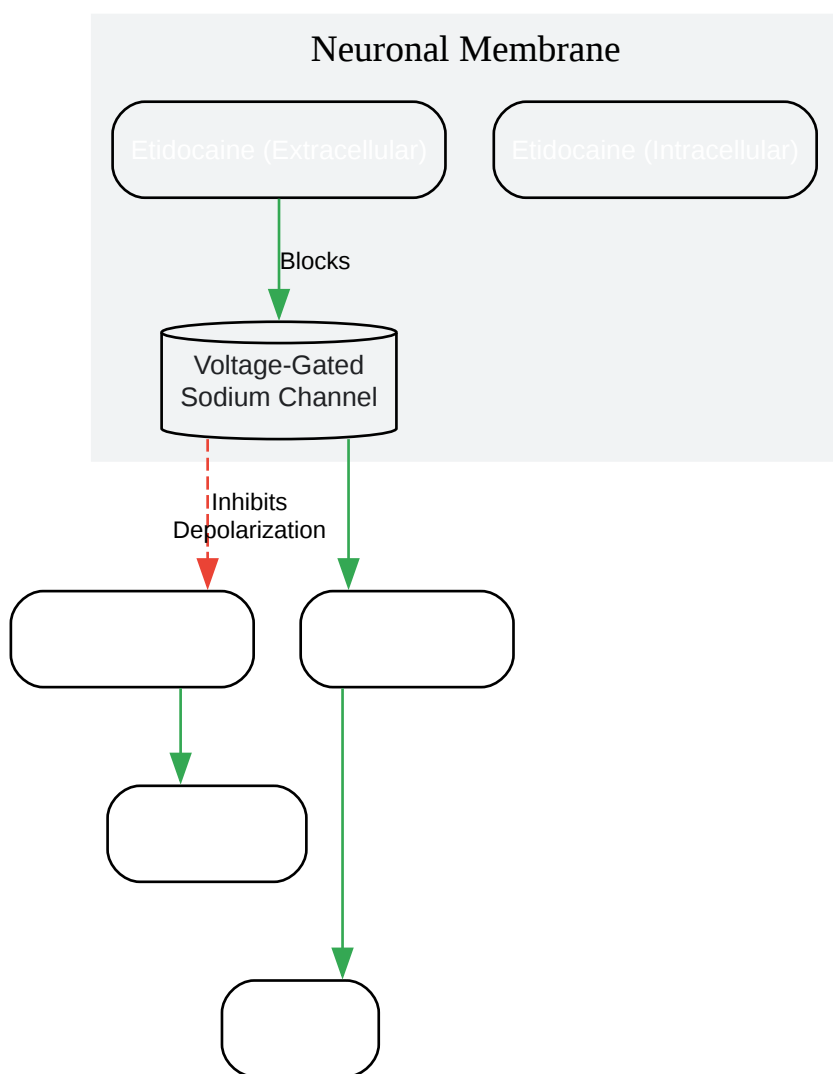 Neuronal Membrane
Etidocaine (Extracellular)
Etidocaine (Intracellular)
Blocks
Voltage-Gated
Sodium Channel
Inhibits
Depolarization